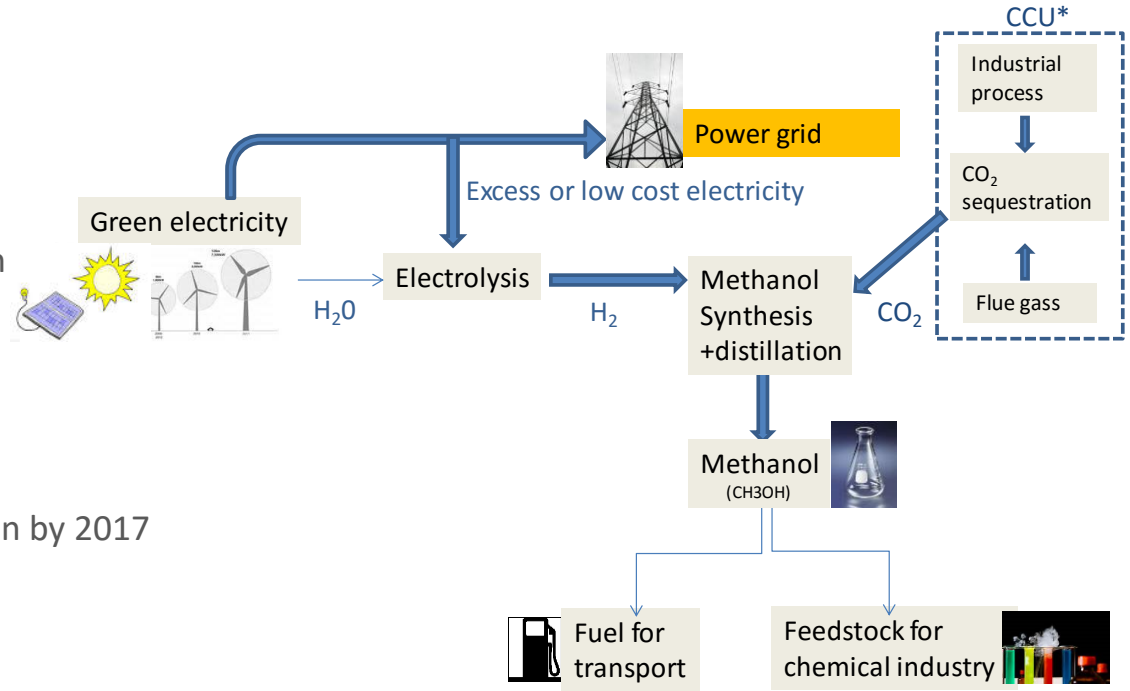 CCU*
Industrial
process
Power grid
CO₂
sequestration
Excess or low cost electricity
Green electricity
n
Electrolysis
H₂0
H₂
Methanol
Synthesis
+distillation
CO₂
Flue gass
Methanol
(CH3OH)
n by 2017
Fuel for
transport
Feedstock for
chemical industry